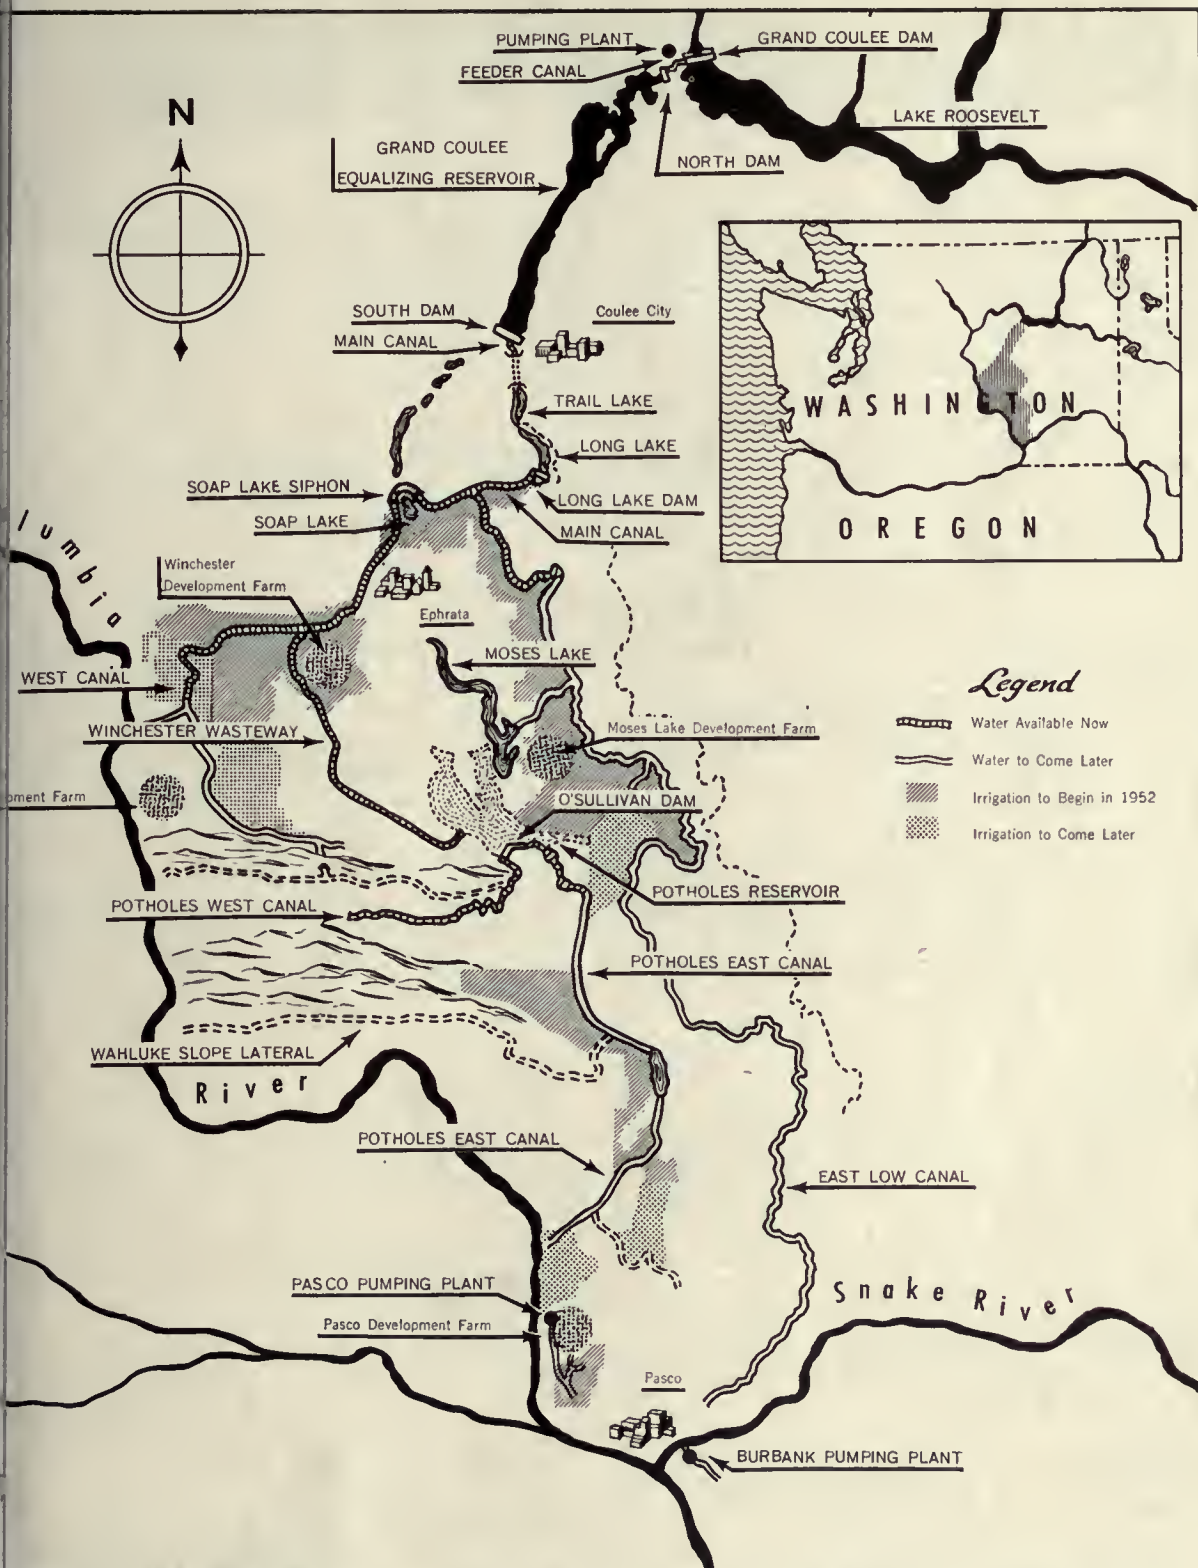 PUMPING PLANT
GRAND COULEE DAM
FEEDER CANAL
LAKE ROOSEVELT
N
GRAND COULEE
EQUALIZING RESERVOIR
NORTH DAM
SOUTH DAM
Coulee City
MAIN CANAL
WASHINGTON
OREGON
TRAIL LAKE
LONG LAKE
SOAP LAKE SIPHON
LONG LAKE DAM
SOAP LAKE
MAIN CANAL
lumbia
Winchester
Development Farm
Ephrata
MOSES LAKE
WEST CANAL
Legend
Water Available Now
Water to Come Later
Irrigation to Begin in 1952
Irrigation to Come Later
WINCHESTER WASTEWAY
Moses Lake Development Farm
pment Farm
O'SULLIVAN DAM
POTHOLES RESERVOIR
POTHOLES WEST CANAL
POTHOLES EAST CANAL
WAHLUKE SLOPE LATERAL
River
POTHOLES EAST CANAL
EAST LOW CANAL
PASCO PUMPING PLANT
Snake River
Pasco Development Farm
Pasco
BURBANK PUMPING PLANT